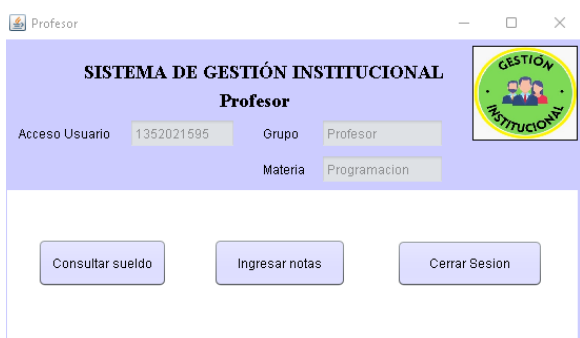 Profesor
SISTEMA DE GESTIÓN INSTITUCIONAL
Profesor
GESTIÓN
INSTITUCIONAL
Acceso Usuario 1352021595 Grupo Profesor
Materia Programacion
Consultar sueldo Ingresar notas Cerrar Sesion